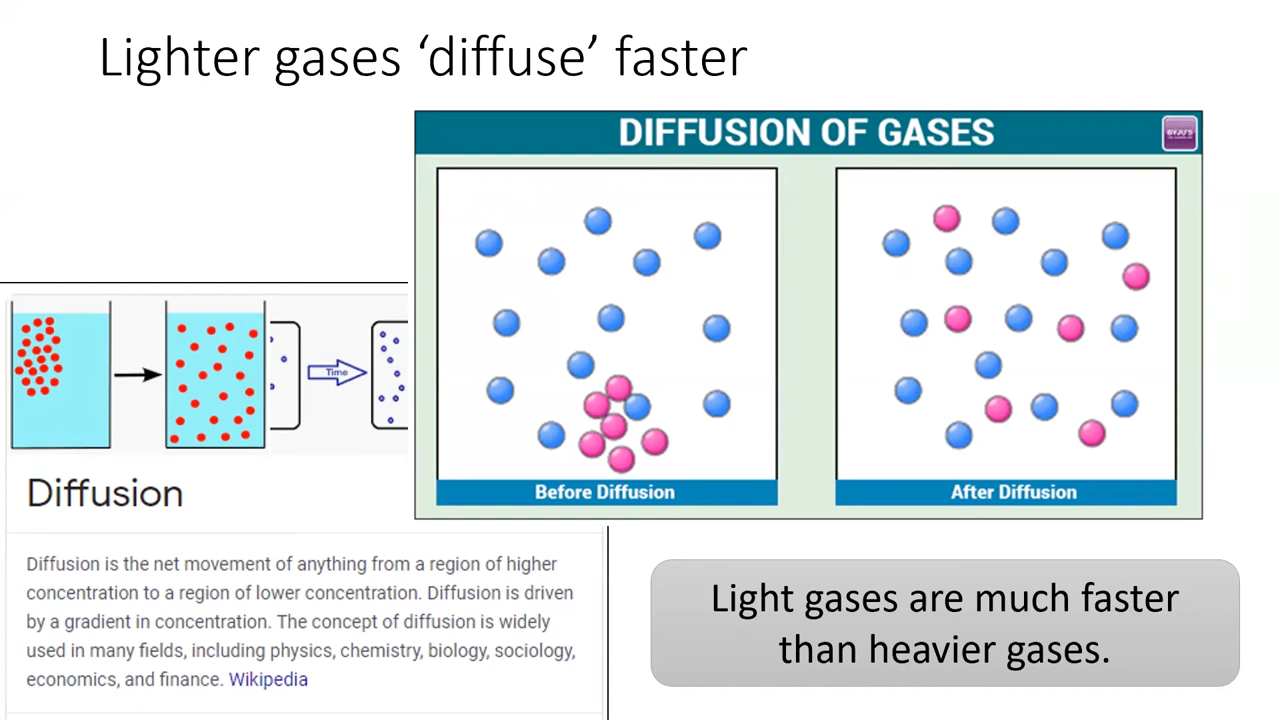 Lighter gases ‘diffuse’ faster
DIFFUSION OF GASES
BYJU'S
Before Diffusion
After Diffusion
Time
Diffusion
Diffusion is the net movement of anything from a region of higher
concentration to a region of lower concentration. Diffusion is driven
by a gradient in concentration. The concept of diffusion is widely
used in many fields, including physics, chemistry, biology, sociology,
economics, and finance. Wikipedia
Light gases are much faster
than heavier gases.